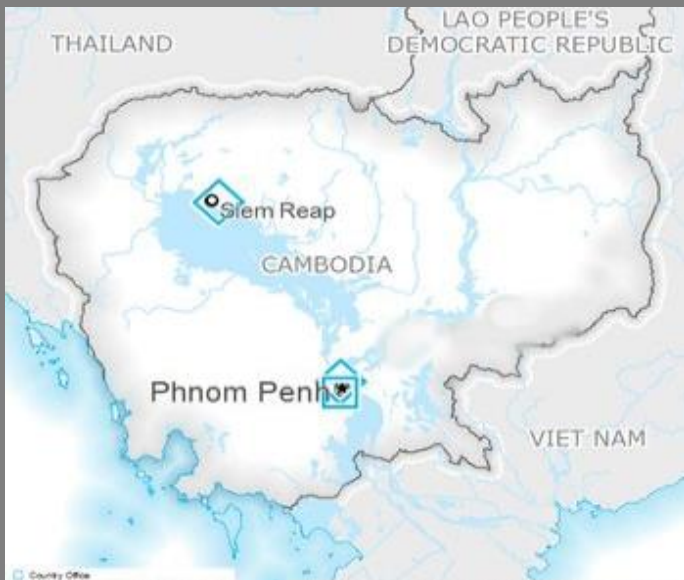 THAILAND
LAO PEOPLE'S
DEMOCRATIC REPUBLIC
Siem Reap
CAMBODIA
Phnom Penh
VIET NAM
Country Office